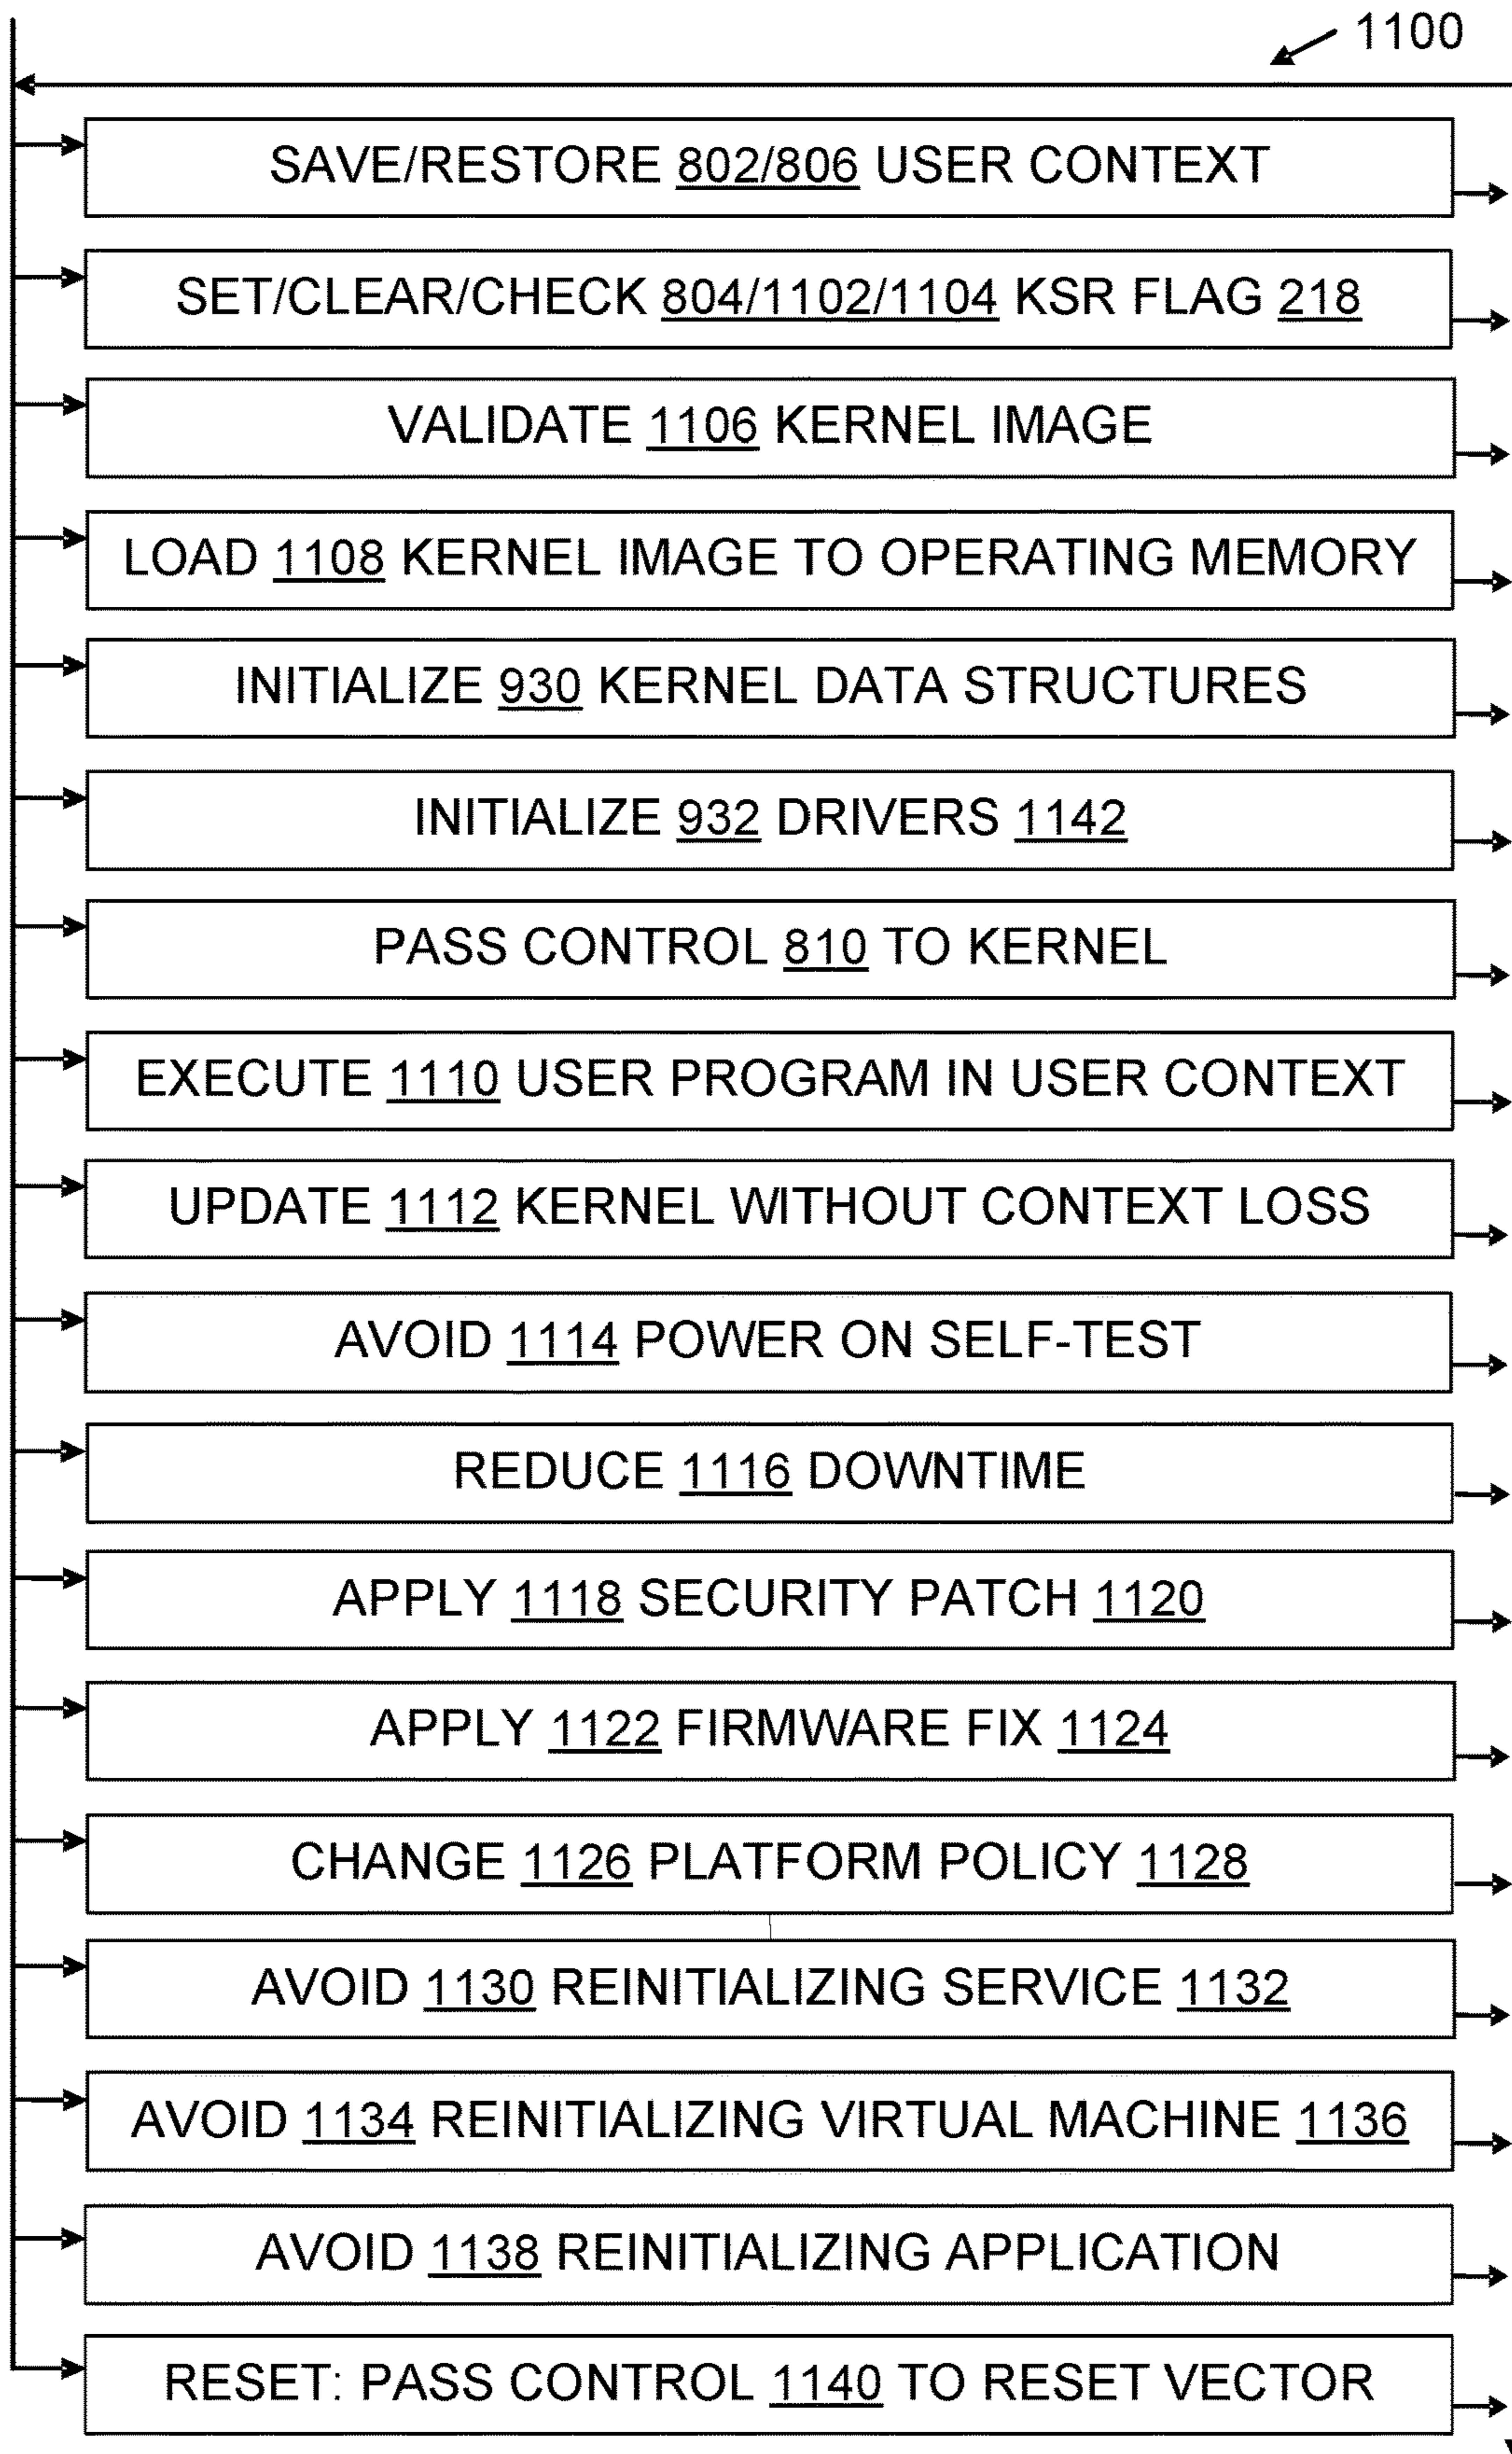 1100
SAVE/RESTORE 802/806 USER CONTEXT
SET/CLEAR/CHECK 804/1102/1104 KSR FLAG 218
VALIDATE 1106 KERNEL IMAGE
LOAD 1108 KERNEL IMAGE TO OPERATING MEMORY
INITIALIZE 930 KERNEL DATA STRUCTURES
INITIALIZE 932 DRIVERS 1142
PASS CONTROL 810 TO KERNEL
EXECUTE 1110 USER PROGRAM IN USER CONTEXT
UPDATE 1112 KERNEL WITHOUT CONTEXT LOSS
AVOID 1114 POWER ON SELF-TEST
REDUCE 1116 DOWNTIME
APPLY 1118 SECURITY PATCH 1120
APPLY 1122 FIRMWARE FIX 1124
CHANGE 1126 PLATFORM POLICY 1128
AVOID 1130 REINITIALIZING SERVICE 1132
AVOID 1134 REINITIALIZING VIRTUAL MACHINE 1136
AVOID 1138 REINITIALIZING APPLICATION
RESET: PASS CONTROL 1140 TO RESET VECTOR